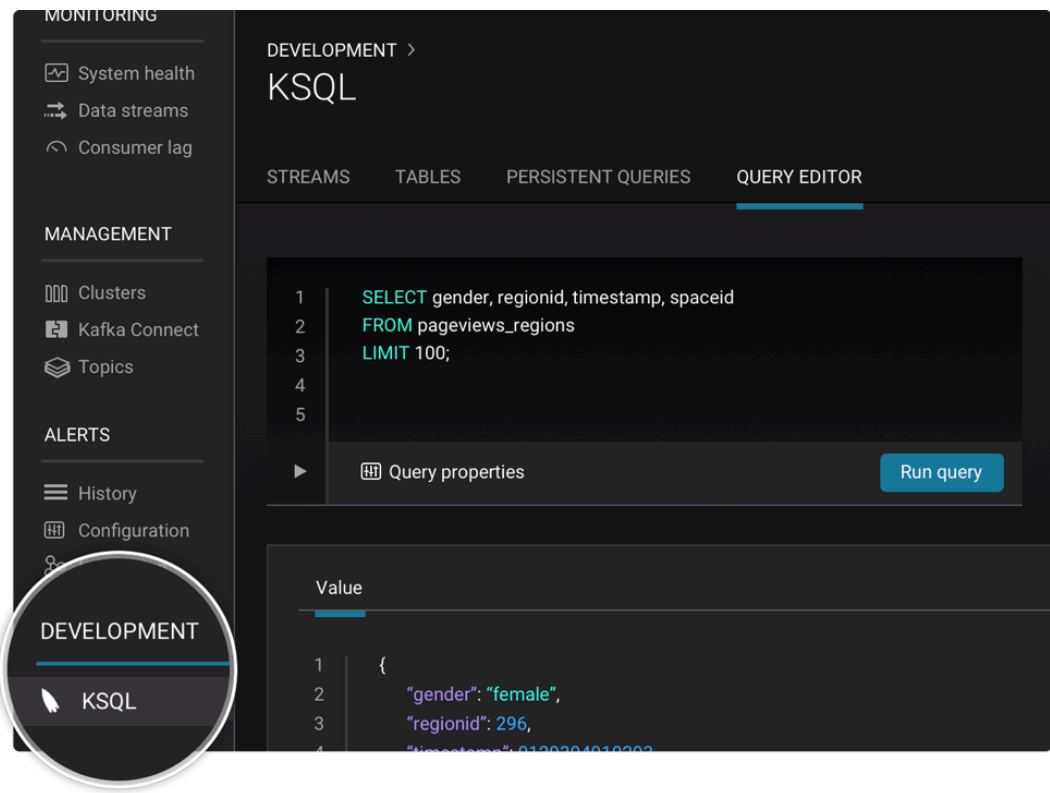 MONITORING
System health
Data streams
Consumer lag
MANAGEMENT
Clusters
Kafka Connect
Topics
ALERTS
History
Configuration
DEVELOPMENT
KSQL
DEVELOPMENT >
KSQL
STREAMS TABLES PERSISTENT QUERIES QUERY EDITOR
1 SELECT gender, regionid, timestamp, spaceid
2 FROM pageviews_regions
3 LIMIT 100;
4
5
Query properties Run query
Value
1 {
2 “gender”: “female”,
3 “regionid”: 296,
4 “timestamp”: